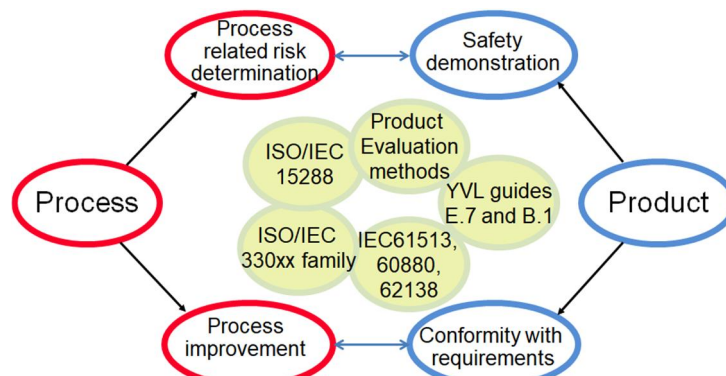 Process
related risk
determination
Safety
demonstration
ISO/IEC
15288
Product
Evaluation
methods
YVL guides
E.7 and B.1
Process
Product
ISO/IEC
330xx family
IEC61513,
60880,
62138
Process
improvement
Conformity with
requirements